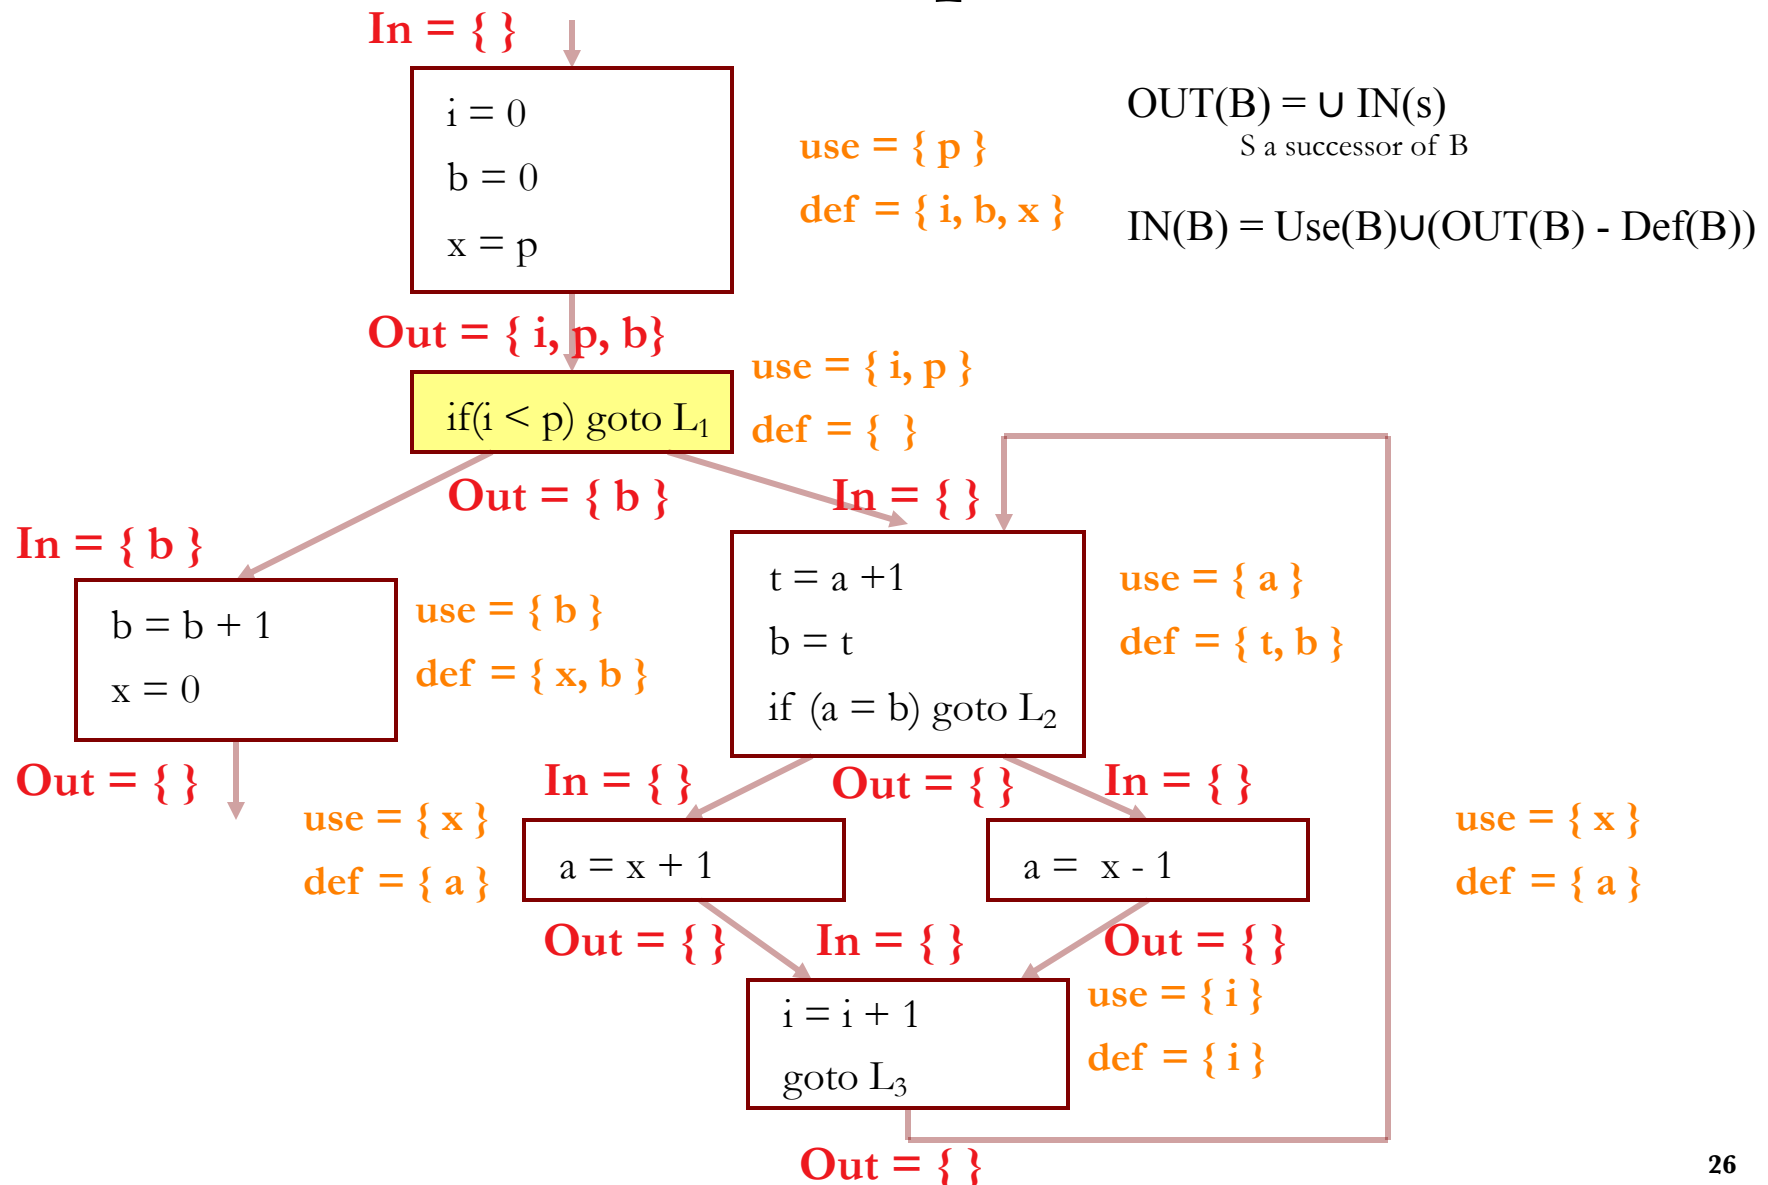 In = { }
i = 0
b = 0
x = p
use = { p }
def = { i, b, x }
OUT(B) = ∪ IN(s)
S a successor of B
IN(B) = Use(B)∪(OUT(B) - Def(B))
Out = { i, p, b}
if(i < p) goto L₁
use = { i, p }
def = { }
Out = { b }
In = { }
In = { b }
b = b + 1
x = 0
use = { b }
def = { x, b }
Out = { }
t = a +1
b = t
if (a = b) goto L₂
use = { a }
def = { t, b }
In = { }
Out = { }
In = { }
use = { x }
def = { a }
a = x + 1
a = x - 1
use = { x }
def = { a }
Out = { }
In = { }
Out = { }
i = i + 1
goto L₃
use = { i }
def = { i }
Out = { }
26